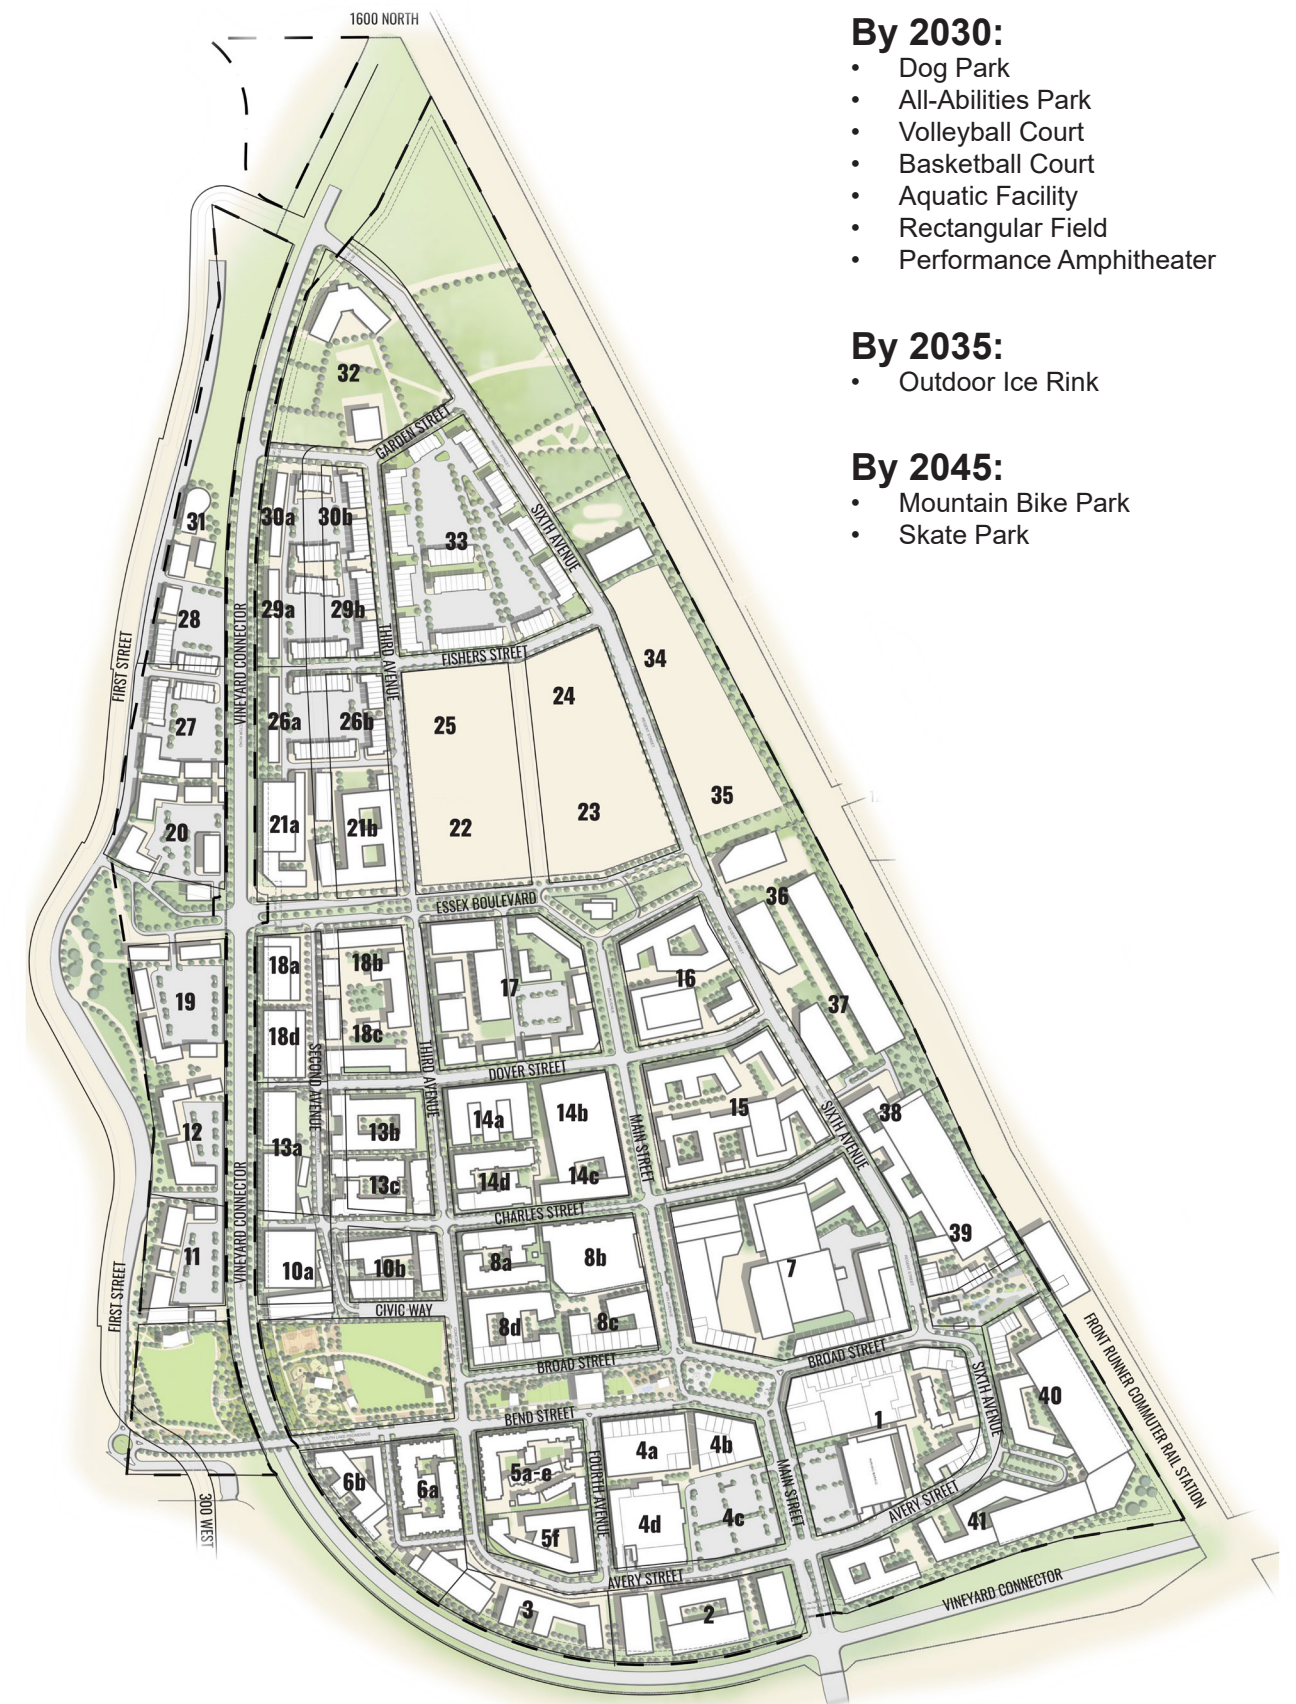 1600 NORTH
By 2030:
• Dog Park
• All-Abilities Park
• Volleyball Court
• Basketball Court
• Aquatic Facility
• Rectangular Field
• Performance Amphitheater
By 2035:
• Outdoor Ice Rink
By 2045:
• Mountain Bike Park
• Skate Park
32
GARDEN STREET
31
30a
30b
33
SIXTH AVENUE
28
29a
29b
FIRST STREET
VINEYARD CONNECTOR
THIRD AVENUE
FISHERS STREET
34
24
27
26a
26b
25
35
23
20
21a
21b
22
36
ESSEX BOULEVARD
18a
18b
17
16
19
37
18d
18c
SECOND AVENUE
THIRD AVENUE
DOVER STREET
38
12
13a
13b
14a
14b
15
MAIN STREET
SIXTH AVENUE
13c
14d
14c
VINEYARD CONNECTOR
CHARLES STREET
39
11
10a
10b
8a
8b
7
FIRST STREET
CIVIC WAY
8d
8c
BROAD STREET
BROAD STREET
FRONT RUNNER COMMUTER RAIL STATION
SIXTH AVENUE
40
BEND STREET
1
4a
4b
6b
6a
5a-e
FOURTH AVENUE
MAIN STREET
300 WEST
5f
4d
4c
AVERY STREET
41
AVERY STREET
3
2
VINEYARD CONNECTOR